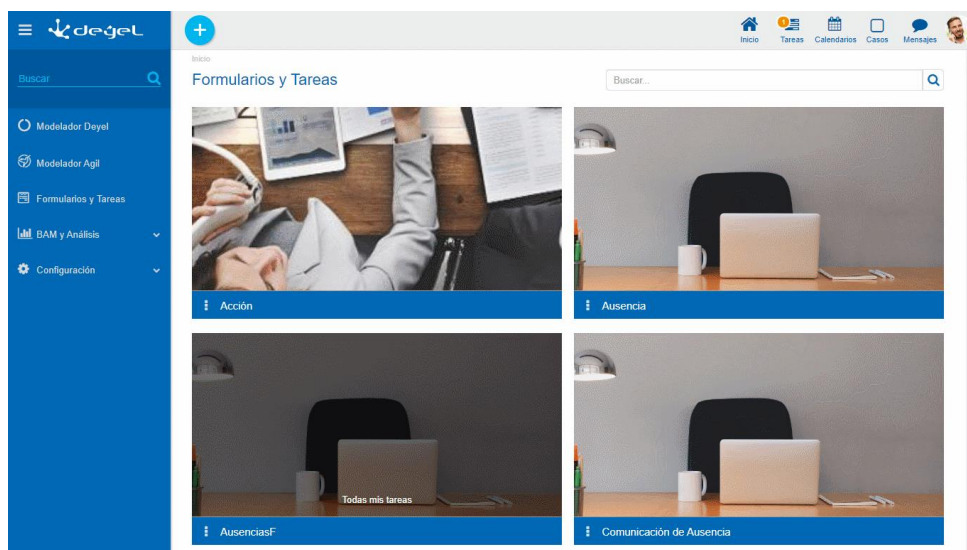 deyel
Inicio
1
Tareas
Calendarios
Casos
Mensajes
Buscar
Inicio
Formularios y Tareas
Buscar...
Modelador Deyel
Modelador Agil
Formularios y Tareas
BAM y Análisis
Configuración
Acción
Ausencia
Todas mis tareas
AusenciasF
Comunicación de Ausencia